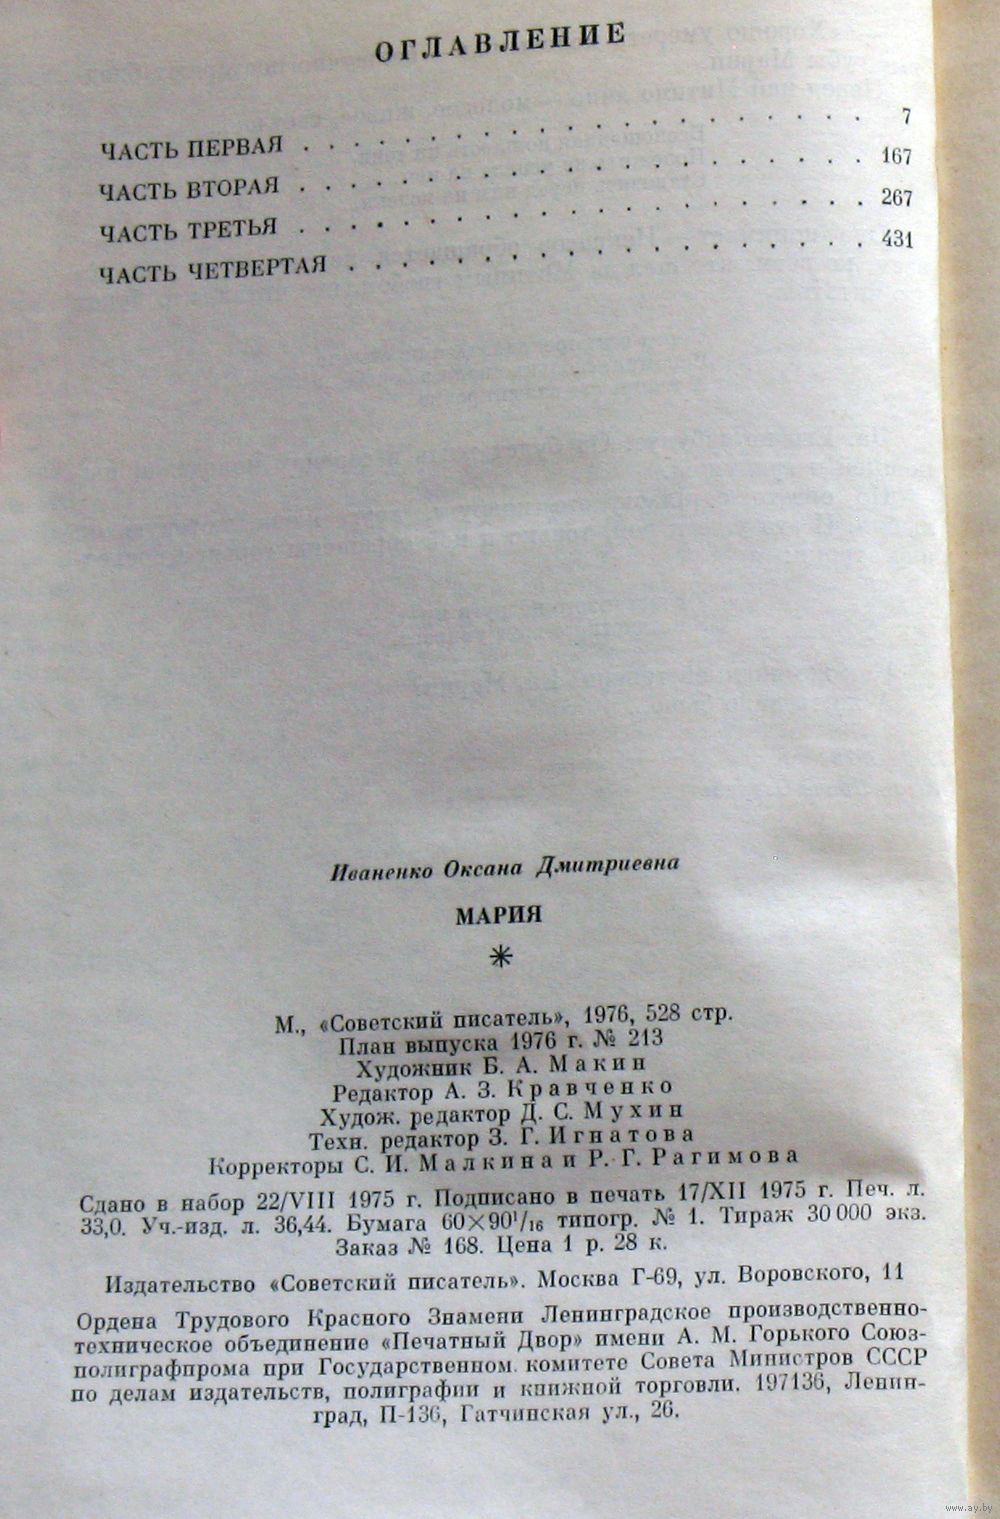 ОГЛАВЛЕНИЕ
ЧАСТЬ ПЕРВАЯ . . . . . . . . . . . . . . . . . . . . 7
ЧАСТЬ ВТОРАЯ . . . . . . . . . . . . . . . . . . . . 167
ЧАСТЬ ТРЕТЬЯ . . . . . . . . . . . . . . . . . . . . 267
ЧАСТЬ ЧЕТВЕРТАЯ . . . . . . . . . . . . . . . . . . . 431
Иваненко Оксана Дмитриевна
МАРИЯ
М., «Советский писатель», 1976, 528 стр.
План выпуска 1976 г. № 213
Художник Б. А. Макин
Редактор А. З. Кравченко
Худож. редактор Д. С. Мухин
Техн. редактор З. Г. Игнатова
Корректоры С. И. Малкина и Р. Г. Рагимова
Сдано в набор 22/VIII 1975 г. Подписано в печать 17/XII 1975 г. Печ. л.
33,0. Уч.-изд. л. 36,44. Бумага 60×90¹/₁₆ типогр. № 1. Тираж 30 000 экз.
Заказ № 168. Цена 1 р. 28 к.
Издательство «Советский писатель». Москва Г-69, ул. Воровского, 11
Ордена Трудового Красного Знамени Ленинградское производственно-
техническое объединение «Печатный Двор» имени А. М. Горького Союз-
полиграфпрома при Государственном комитете Совета Министров СССР
по делам издательств, полиграфии и книжной торговли. 197136, Ленин-
град, П-136, Гатчинская ул., 26.
www.ay.by